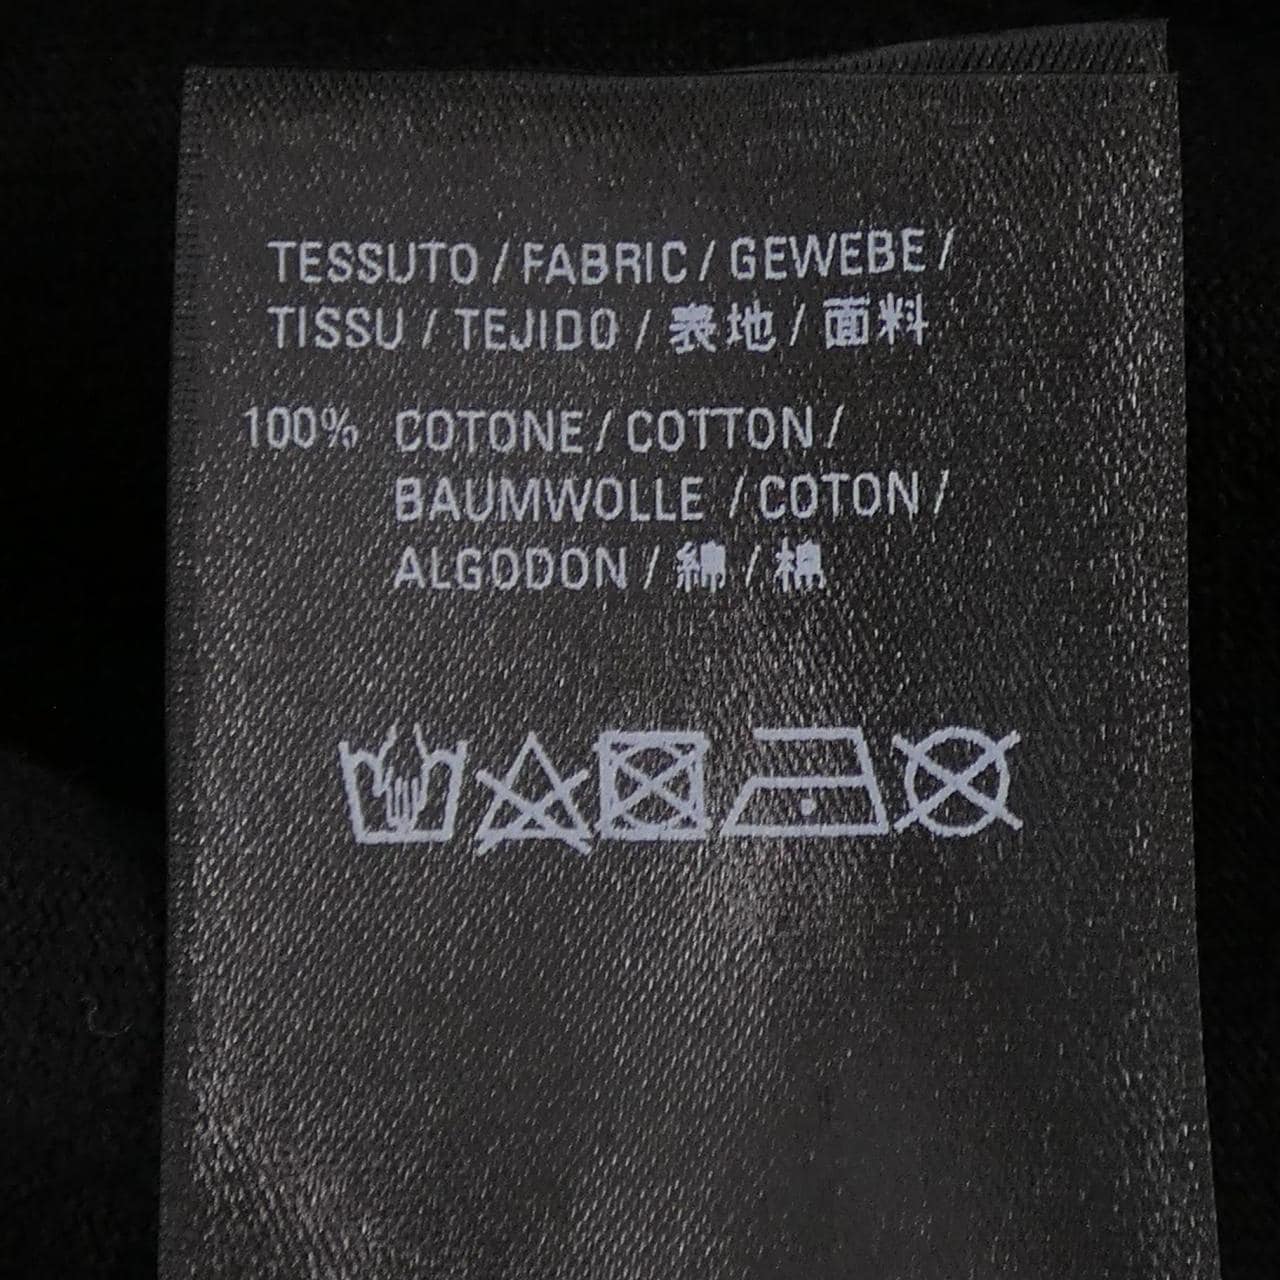 TESSUTO / FABRIC / GEWEBE /
TISSU / TEJIDO / 表地 / 面料
100% COTONE / COTTON /
BAUMWOLLE / COTON /
ALGODON / 綿 / 棉